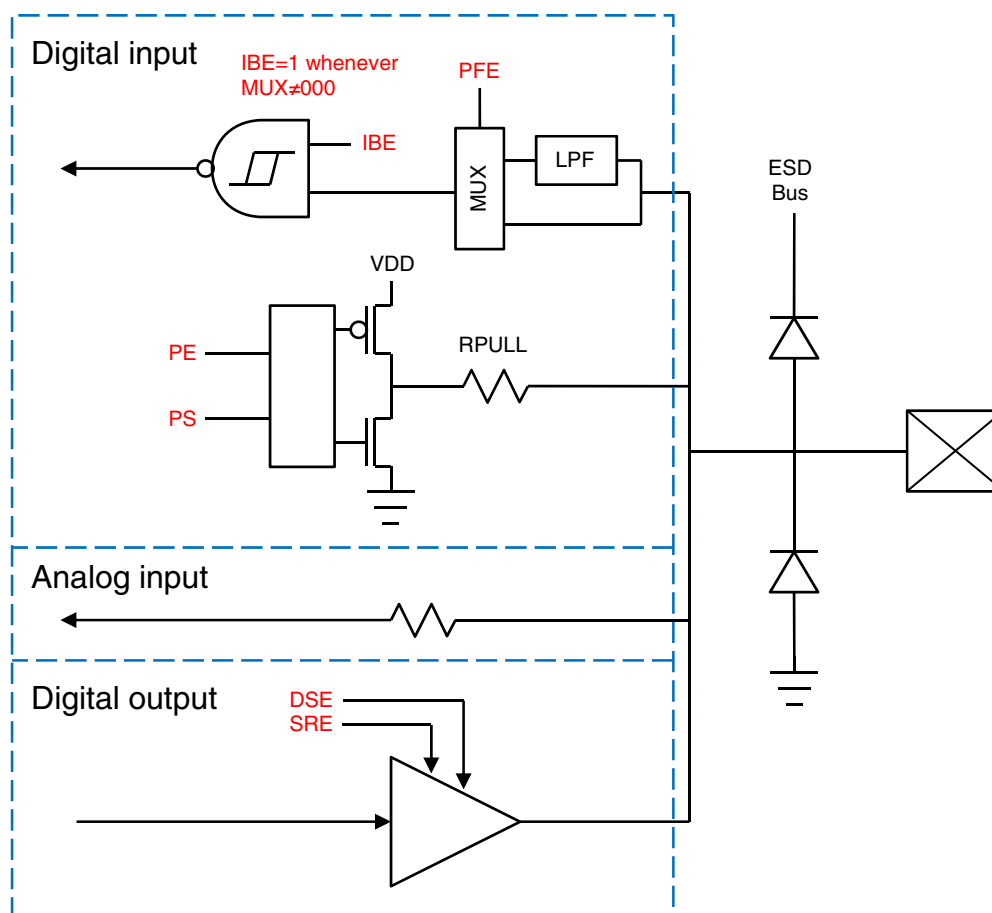 Digital input
IBE=1 whenever
MUX≠000
PFE
IBE
MUX
LPF
ESD
Bus
VDD
PE
PS
RPULL
Analog input
Digital output
DSE
SRE